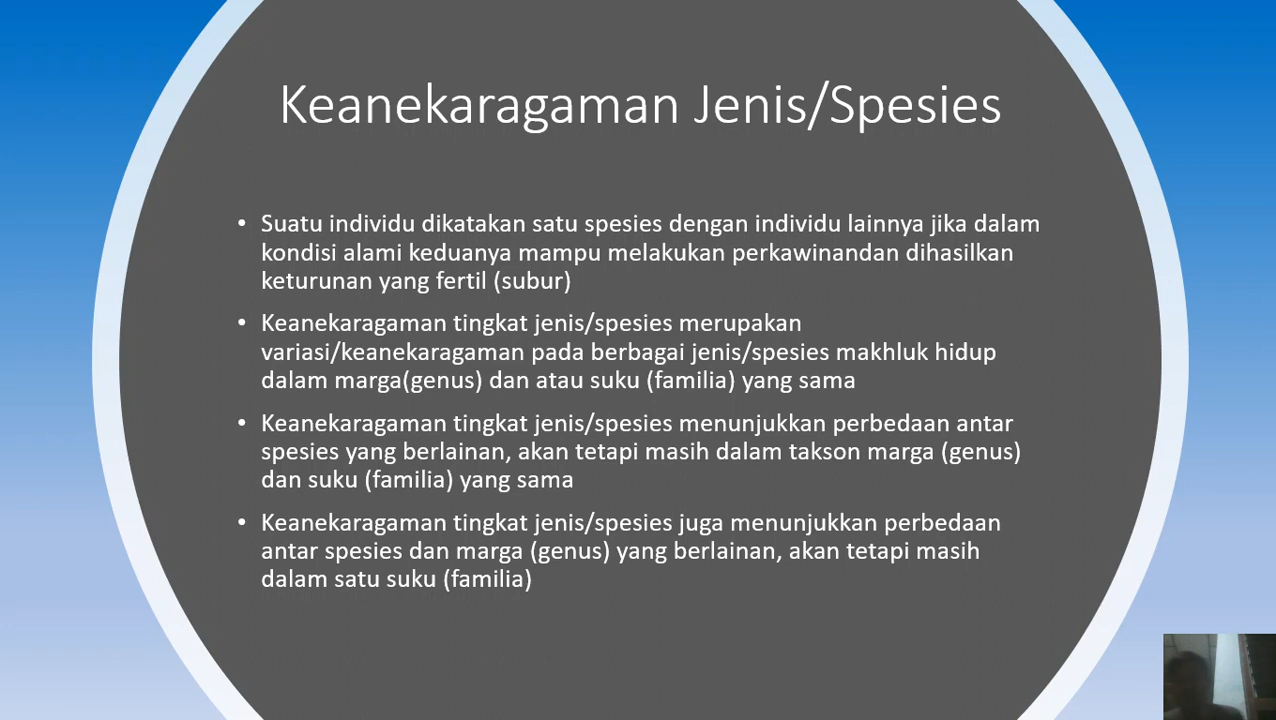 Keanekaragaman Jenis/Spesies
• Suatu individu dikatakan satu spesies dengan individu lainnya jika dalam
kondisi alami keduanya mampu melakukan perkawinandan dihasilkan
keturunan yang fertil (subur)
• Keanekaragaman tingkat jenis/spesies merupakan
variasi/keanekaragaman pada berbagai jenis/spesies makhluk hidup
dalam marga(genus) dan atau suku (familia) yang sama
• Keanekaragaman tingkat jenis/spesies menunjukkan perbedaan antar
spesies yang berlainan, akan tetapi masih dalam takson marga (genus)
dan suku (familia) yang sama
• Keanekaragaman tingkat jenis/spesies juga menunjukkan perbedaan
antar spesies dan marga (genus) yang berlainan, akan tetapi masih
dalam satu suku (familia)